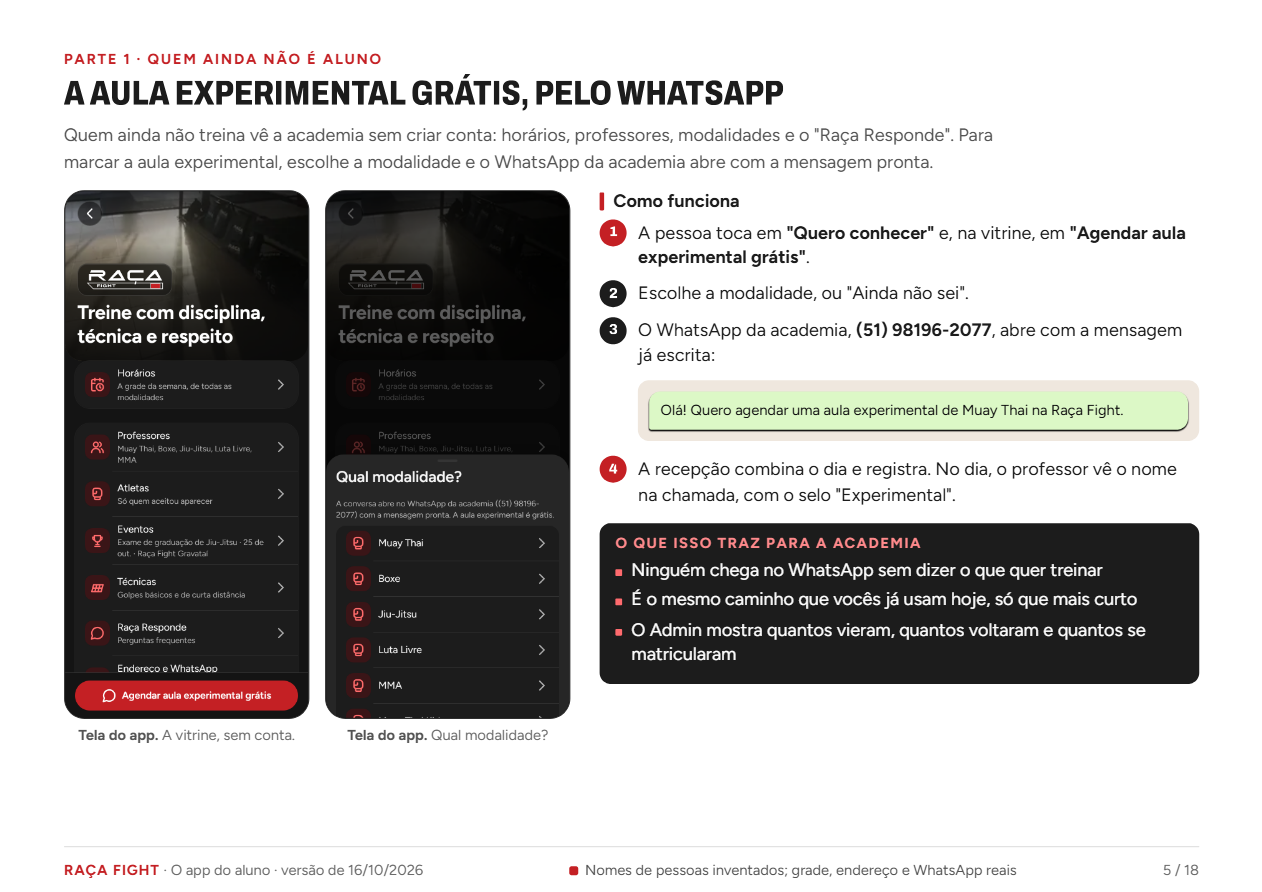 PARTE 1 · QUEM AINDA NÃO É ALUNO
A AULA EXPERIMENTAL GRÁTIS, PELO WHATSAPP
Quem ainda não treina vê a academia sem criar conta: horários, professores, modalidades e o "Raça Responde". Para
marcar a aula experimental, escolhe a modalidade e o WhatsApp da academia abre com a mensagem pronta.
RAÇA
FIGHT
Treine com disciplina,
técnica e respeito
Horários
A grade da semana, de todas as
modalidades
Professores
Muay Thai, Boxe, Jiu-Jitsu, Luta Livre,
MMA
Atletas
Só quem aceitou aparecer
Eventos
Exame de graduação de Jiu-Jitsu · 25 de
out. · Raça Fight Gravataí
Técnicas
Golpes básicos e de curta distância
Raça Responde
Perguntas frequentes
Endereço e WhatsApp
Agendar aula experimental grátis
Tela do app. A vitrine, sem conta.
RAÇA
FIGHT
Treine com disciplina,
técnica e respeito
Horários
A grade da semana, de todas as
modalidades
Professores
Muay Thai, Boxe, Jiu-Jitsu, Luta Livre,
Qual modalidade?
A conversa abre no WhatsApp da academia ((51) 98196-
2077) com a mensagem pronta. A aula experimental é grátis.
Muay Thai
Boxe
Jiu-Jitsu
Luta Livre
MMA
Tela do app. Qual modalidade?
Como funciona
1 A pessoa toca em "Quero conhecer" e, na vitrine, em "Agendar aula
experimental grátis".
2 Escolhe a modalidade, ou "Ainda não sei".
3 O WhatsApp da academia, (51) 98196-2077, abre com a mensagem
já escrita:
Olá! Quero agendar uma aula experimental de Muay Thai na Raça Fight.
4 A recepção combina o dia e registra. No dia, o professor vê o nome
na chamada, com o selo "Experimental".
O QUE ISSO TRAZ PARA A ACADEMIA
Ninguém chega no WhatsApp sem dizer o que quer treinar
É o mesmo caminho que vocês já usam hoje, só que mais curto
O Admin mostra quantos vieram, quantos voltaram e quantos se
matricularam
RAÇA FIGHT · O app do aluno · versão de 16/10/2026
Nomes de pessoas inventados; grade, endereço e WhatsApp reais
5 / 18